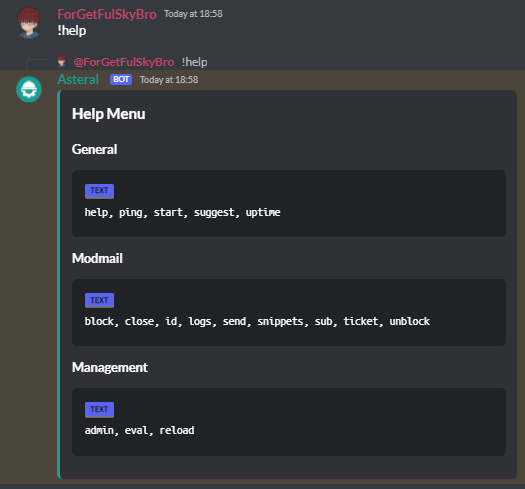 ForGetFulSkyBro Today at 18:58
!help
@ForGetFulSkyBro !help
Asteral BOT Today at 18:58
Help Menu
General
TEXT
help, ping, start, suggest, uptime
Modmail
TEXT
block, close, id, logs, send, snippets, sub, ticket, unblock
Management
TEXT
admin, eval, reload